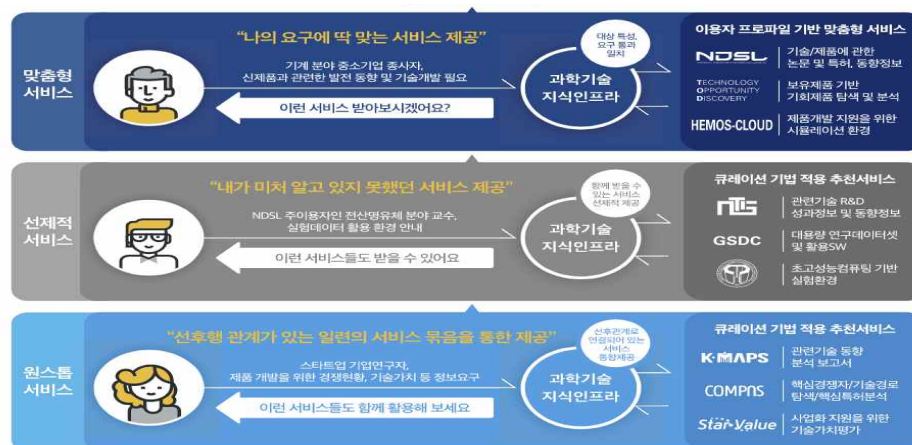 맞춤형
서비스
“나의 요구에 딱 맞는 서비스 제공”
기계 분야 중소기업 종사자,
신제품과 관련한 발전 동향 및 기술개발 필요
이런 서비스 받아보시겠어요?
대상 특성,
요구 통과
일치
과학기술
지식인프라
이용자 프로파일 기반 맞춤형 서비스
NDSL
기술/제품에 관한
논문 및 특허, 동향정보
TECHNOLOGY
OPPORTUNITY
DISCOVERY
보유제품 기반
기회제품 탐색 및 분석
HEMOS-CLOUD
제품개발 지원을 위한
시뮬레이션 환경
선제적
서비스
“내가 미처 알고 있지 못했던 서비스 제공”
NDSL 주이용자인 전산명유체 분야 교수,
실험데이터 활용 환경 안내
이런 서비스들도 받을 수 있어요
함께 받을 수
있는 서비스
선제적 제공
과학기술
지식인프라
큐레이션 기법 적용 추천서비스
NTIS
관련기술 R&D
성과정보 및 동향정보
GSDC
대용량 연구데이터셋
및 활용SW
초고성능컴퓨팅 기반
실험환경
원스톱
서비스
“선후행 관계가 있는 일련의 서비스 묶음을 통한 제공”
스타트업 기업연구자,
제품 개발을 위한 경쟁현황, 기술가치 등 정보요구
이런 서비스들도 함께 활용해 보세요
선후관계로
연결되어 있는
서비스
통합제공
과학기술
지식인프라
큐레이션 기법 적용 추천서비스
K·MAPS
관련기술 동향
분석 보고서
COMPAS
핵심경쟁자/기술경로
탐색/핵심특허분석
Star-Value
사업화 지원을 위한
기술가치평가